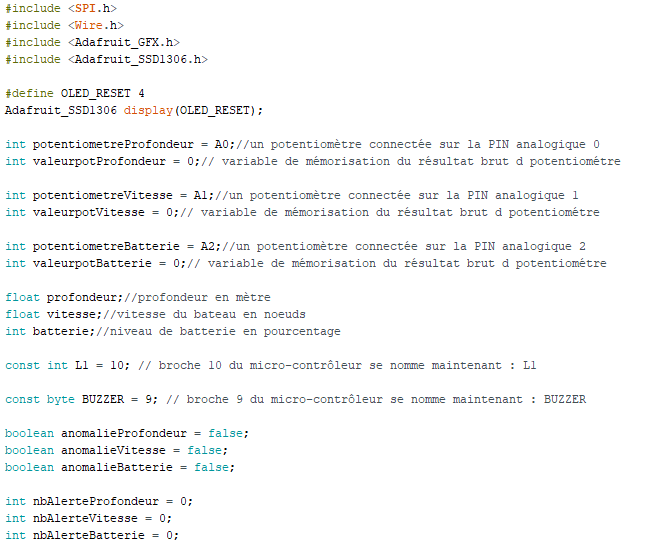 #include <SPI.h>
#include <Wire.h>
#include <Adafruit_GFX.h>
#include <Adafruit_SSD1306.h>
#define OLED_RESET 4
Adafruit_SSD1306 display(OLED_RESET);
int potentiometreProfondeur = A0;//un potentiomètre connectée sur la PIN analogique 0
int valeurpotProfondeur = 0;// variable de mémorisation du résultat brut d potentiométre
int potentiometreVitesse = A1;//un potentiomètre connectée sur la PIN analogique 1
int valeurpotVitesse = 0;// variable de mémorisation du résultat brut d potentiométre
int potentiometreBatterie = A2;//un potentiomètre connectée sur la PIN analogique 2
int valeurpotBatterie = 0;// variable de mémorisation du résultat brut d potentiométre
float profondeur;//profondeur en mètre
float vitesse;//vitesse du bateau en noeuds
int batterie;//niveau de batterie en pourcentage
const int L1 = 10; // broche 10 du micro-contrôleur se nomme maintenant : L1
const byte BUZZER = 9; // broche 9 du micro-contrôleur se nomme maintenant : BUZZER
boolean anomalieProfondeur = false;
boolean anomalieVitesse = false;
boolean anomalieBatterie = false;
int nbAlerteProfondeur = 0;
int nbAlerteVitesse = 0;
int nbAlerteBatterie = 0;